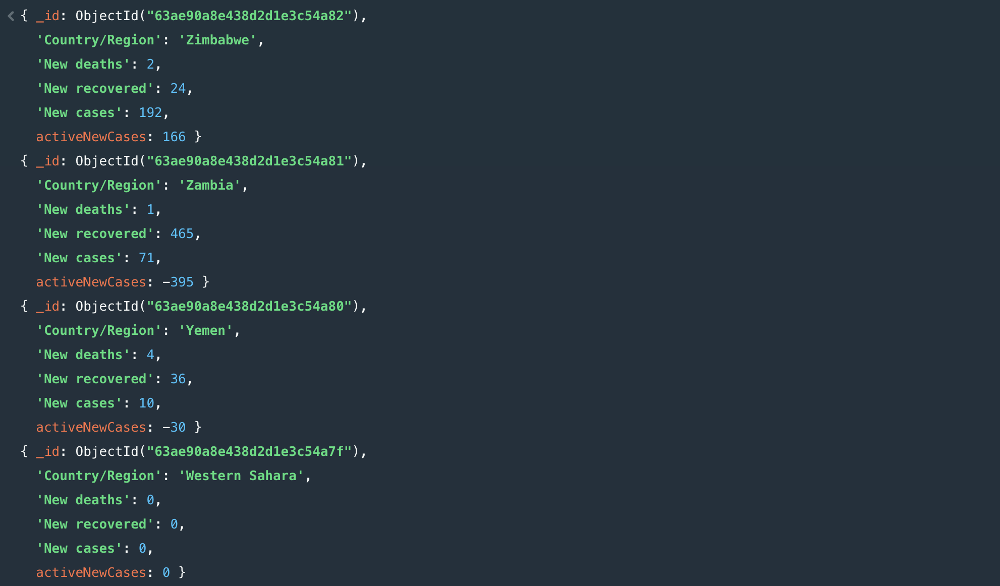 { _id: ObjectId("63ae90a8e438d2d1e3c54a82"),
'Country/Region': 'Zimbabwe',
'New deaths': 2,
'New recovered': 24,
'New cases': 192,
activeNewCases: 166 }
{ _id: ObjectId("63ae90a8e438d2d1e3c54a81"),
'Country/Region': 'Zambia',
'New deaths': 1,
'New recovered': 465,
'New cases': 71,
activeNewCases: -395 }
{ _id: ObjectId("63ae90a8e438d2d1e3c54a80"),
'Country/Region': 'Yemen',
'New deaths': 4,
'New recovered': 36,
'New cases': 10,
activeNewCases: -30 }
{ _id: ObjectId("63ae90a8e438d2d1e3c54a7f"),
'Country/Region': 'Western Sahara',
'New deaths': 0,
'New recovered': 0,
'New cases': 0,
activeNewCases: 0 }